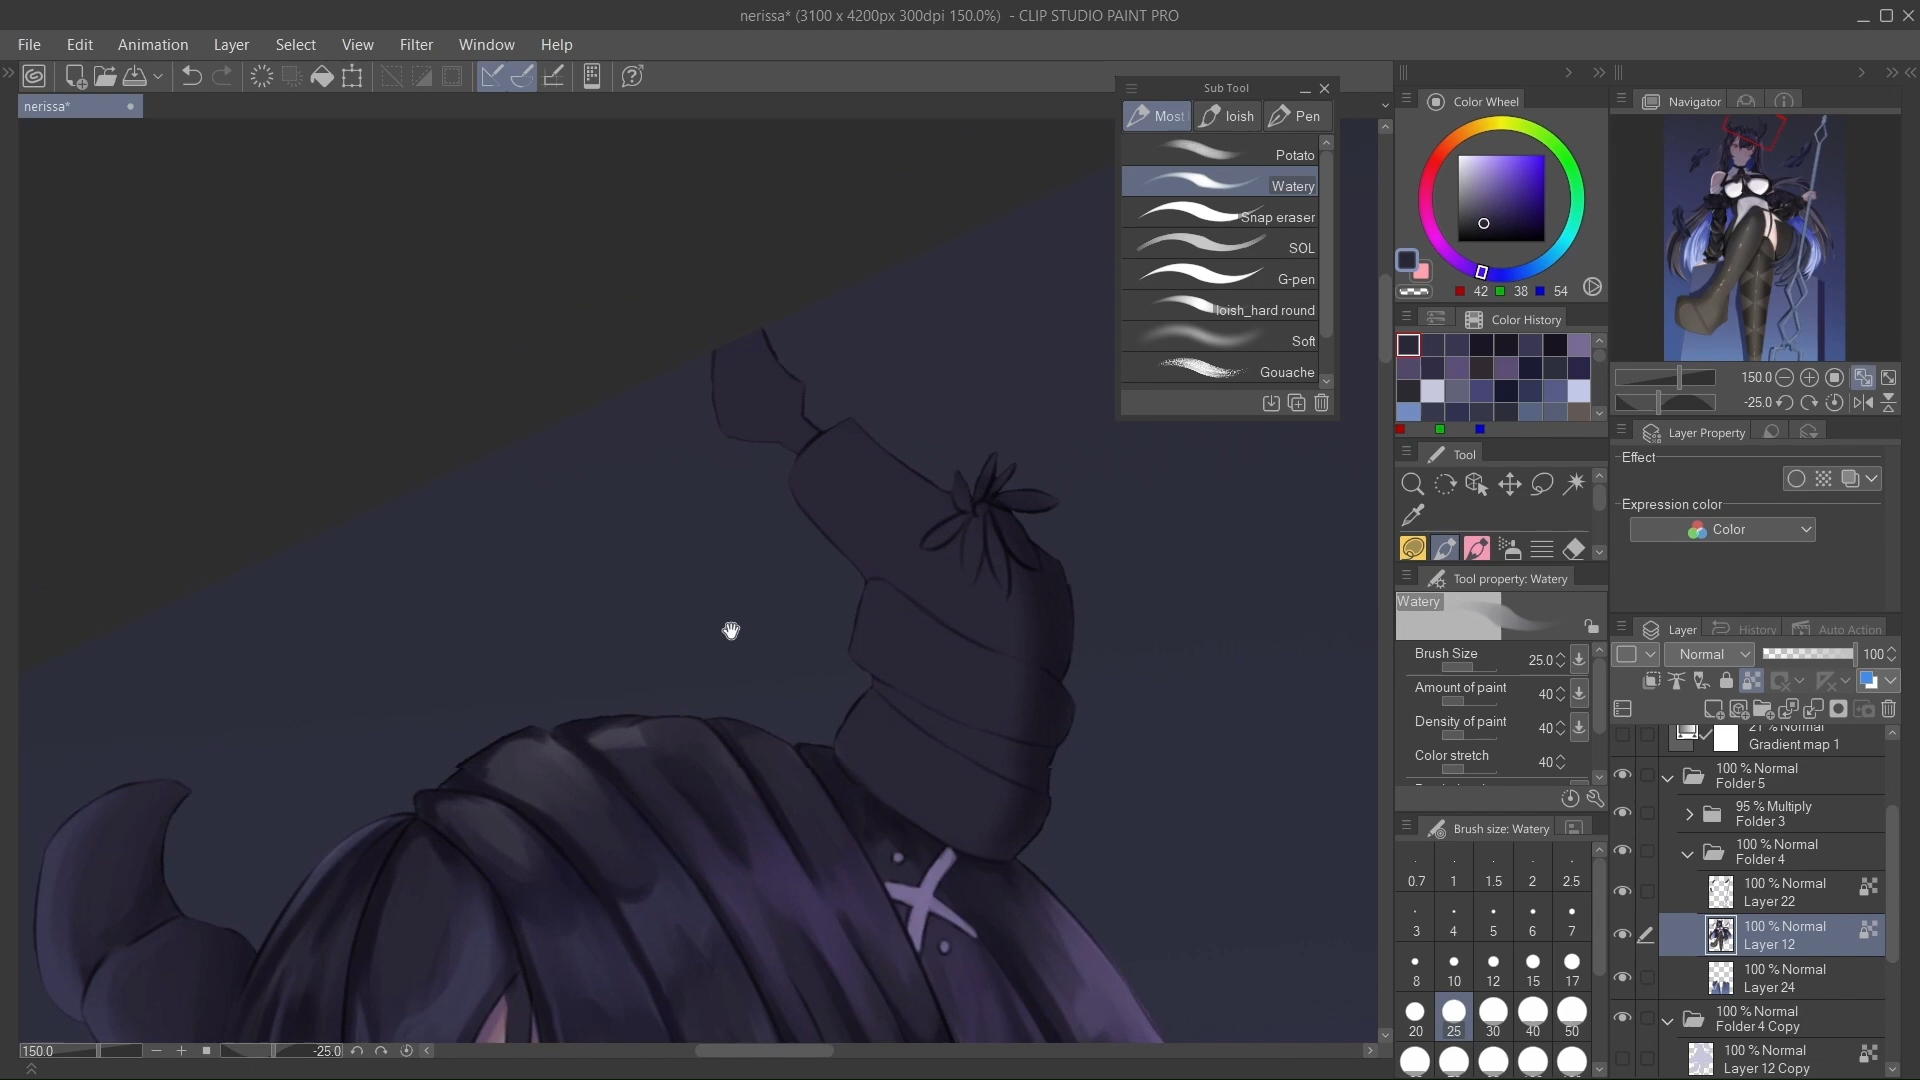 nerissa* (3100 x 4200px 300dpi 150.0%)  - CLIP STUDIO PAINT PRO
File Edit Animation Layer Select View Filter Window Help
nerissa*
Sub Tool
Most loish Pen
Potato
Watery
Snap eraser
SOL
G-pen
loish_hard round
Soft
Gouache
Color Wheel
42 38 54
Color History
Tool
Tool property: Watery
Watery
Brush Size 25.0
Amount of paint 40
Density of paint 40
Color stretch 40
Brush size: Watery
0.7 1 1.5 2 2.5
3 4 5 6 7
8 10 12 15 17
20 25 30 40 50
Navigator
150.0
-25.0
Layer Property
Effect
Expression color
Color
Layer History Auto Action
Normal 100
21 % Normal
Gradient map 1
100 % Normal
Folder 5
95 % Multiply
Folder 3
100 % Normal
Folder 4
100 % Normal
Layer 22
100 % Normal
Layer 12
100 % Normal
Layer 24
100 % Normal
Folder 4 Copy
100 % Normal
Layer 12 Copy
150.0 -25.0